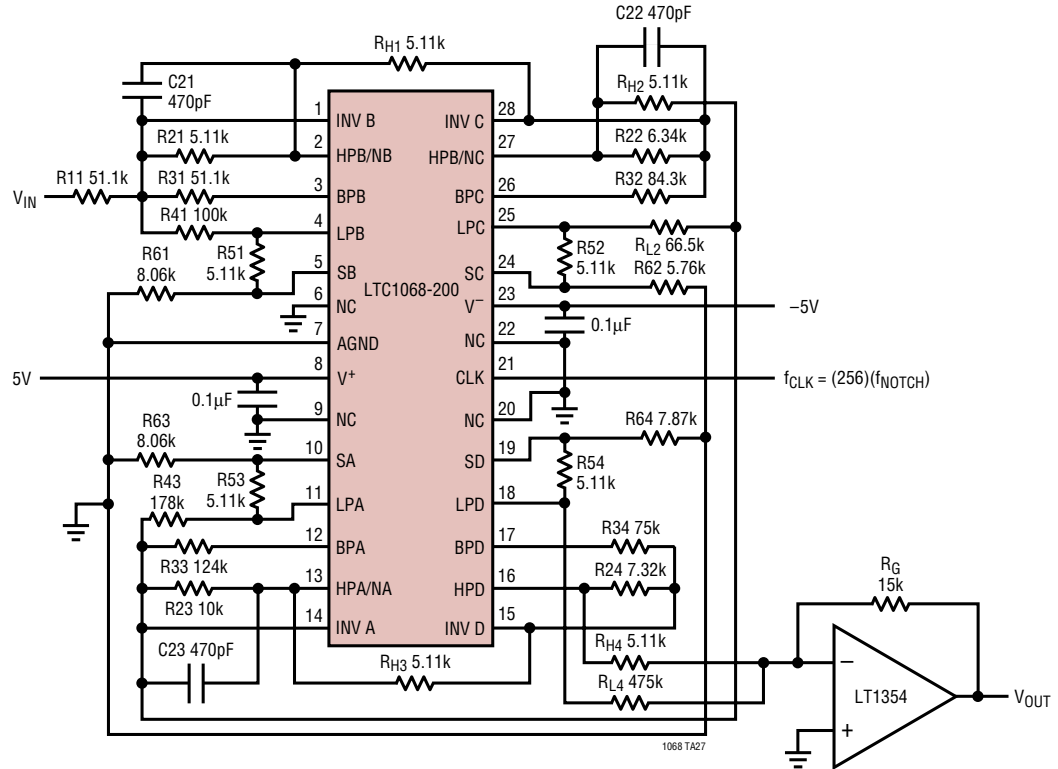 C22 470pF
RH1 5.11k
C21
470pF
RH2 5.11k
1
INV B
INV C
28
R21 5.11k
2
HPB/NB
HPB/NC
27
R22 6.34k
VIN
R11 51.1k
R31 51.1k
3
BPB
BPC
26
R32 84.3k
R41 100k
4
LPB
LPC
25
RL2 66.5k
R61
8.06k
R51
5.11k
5
SB
SC
24
R52
5.11k
R62 5.76k
LTC1068-200
6
NC
V–
23
–5V
7
AGND
NC
22
0.1µF
5V
8
V+
CLK
21
fCLK = (256)(fNOTCH)
0.1µF
9
NC
NC
20
R63
8.06k
10
SA
SD
19
R64 7.87k
R43
178k
R53
5.11k
11
LPA
LPD
18
R54
5.11k
12
BPA
BPD
17
R34 75k
R33 124k
13
HPA/NA
HPD
16
R24 7.32k
R23 10k
14
INV A
INV D
15
RG
15k
C23 470pF
RH3 5.11k
RH4 5.11k
RL4 475k
–
LT1354
+
VOUT
1068 TA27